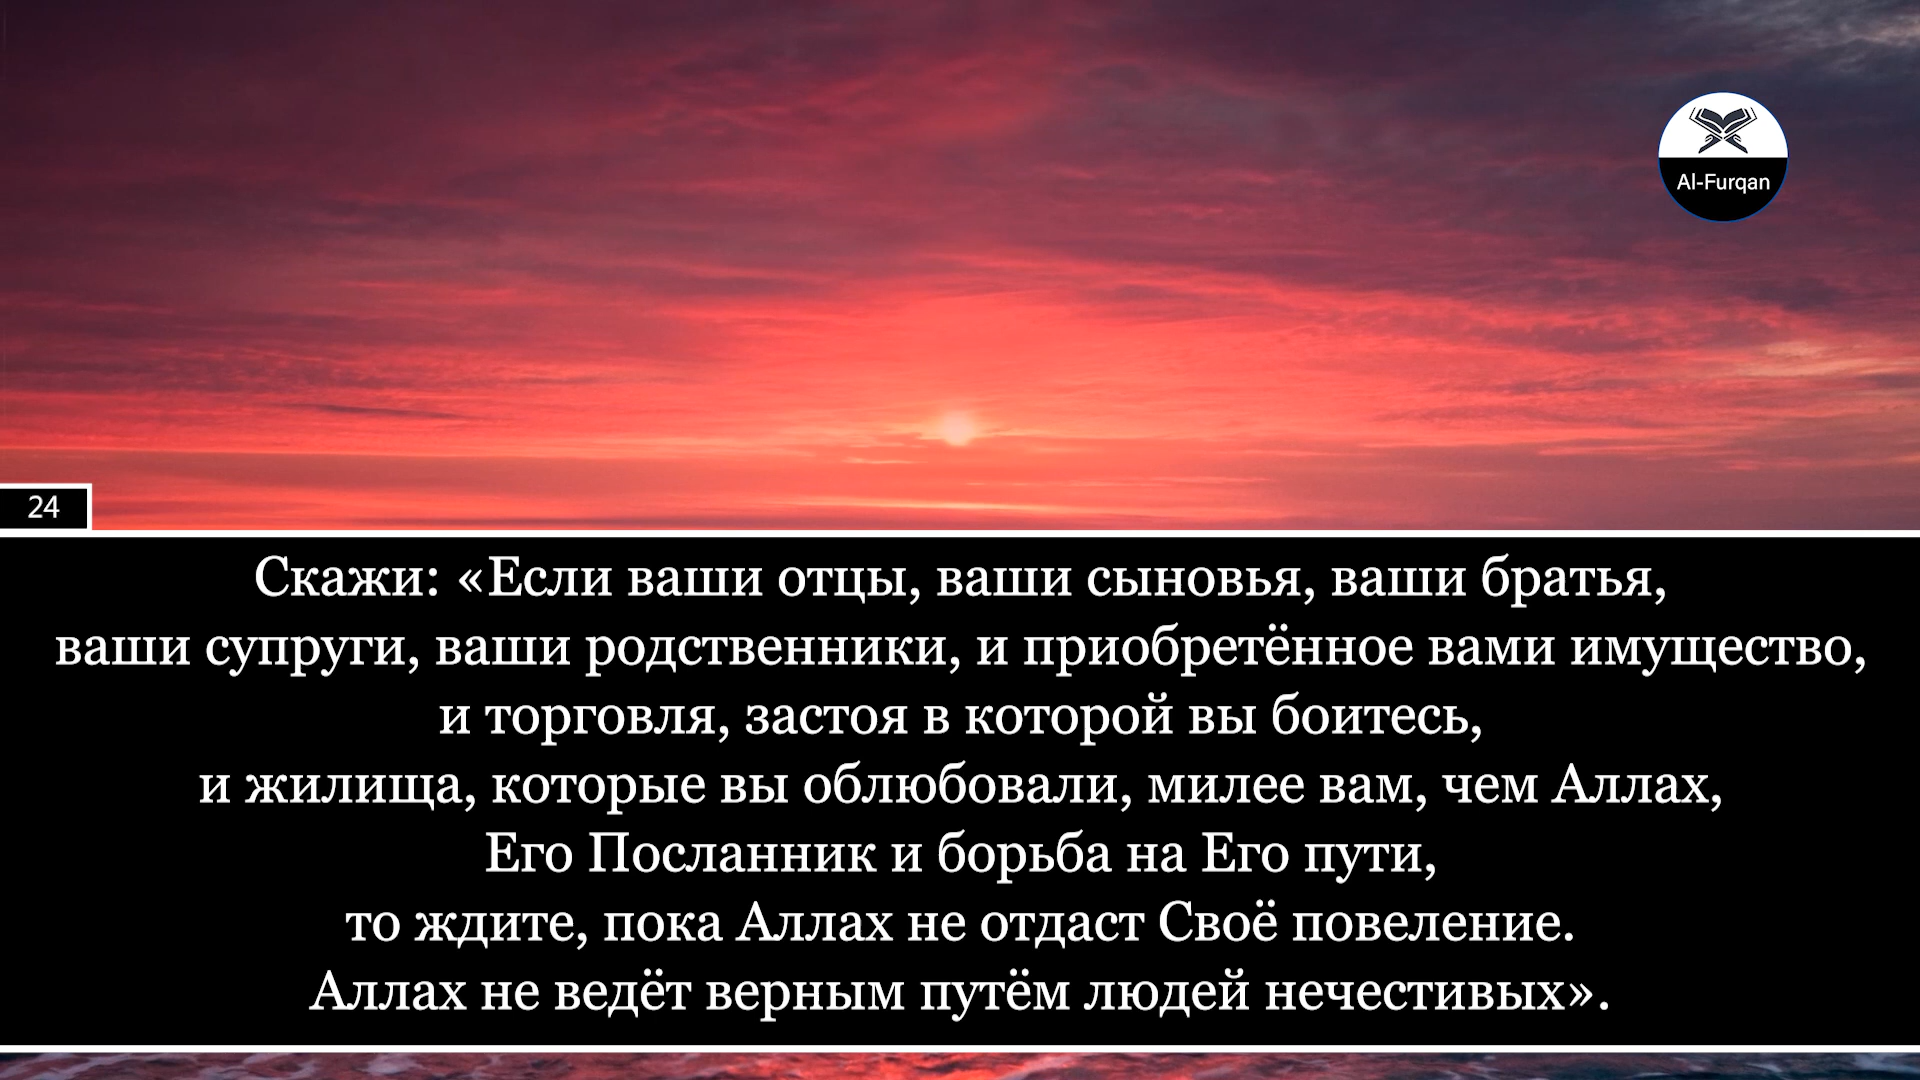 Al-Furqan
24
Скажи: «Если ваши отцы, ваши сыновья, ваши братья,
ваши супруги, ваши родственники, и приобретённое вами имущество,
и торговля, застоя в которой вы боитесь,
и жилища, которые вы облюбовали, милее вам, чем Аллах,
Его Посланник и борьба на Его пути,
то ждите, пока Аллах не отдаст Своё повеление.
Аллах не ведёт верным путём людей нечестивых».